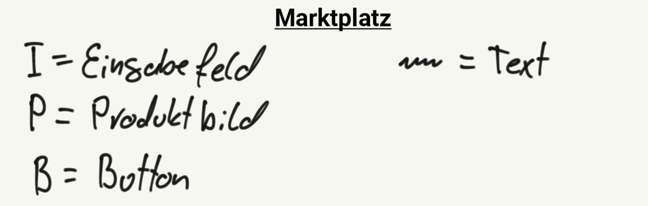 Marktplatz
I = Eingabefeld
= Text
P = Produktbild
B = Button